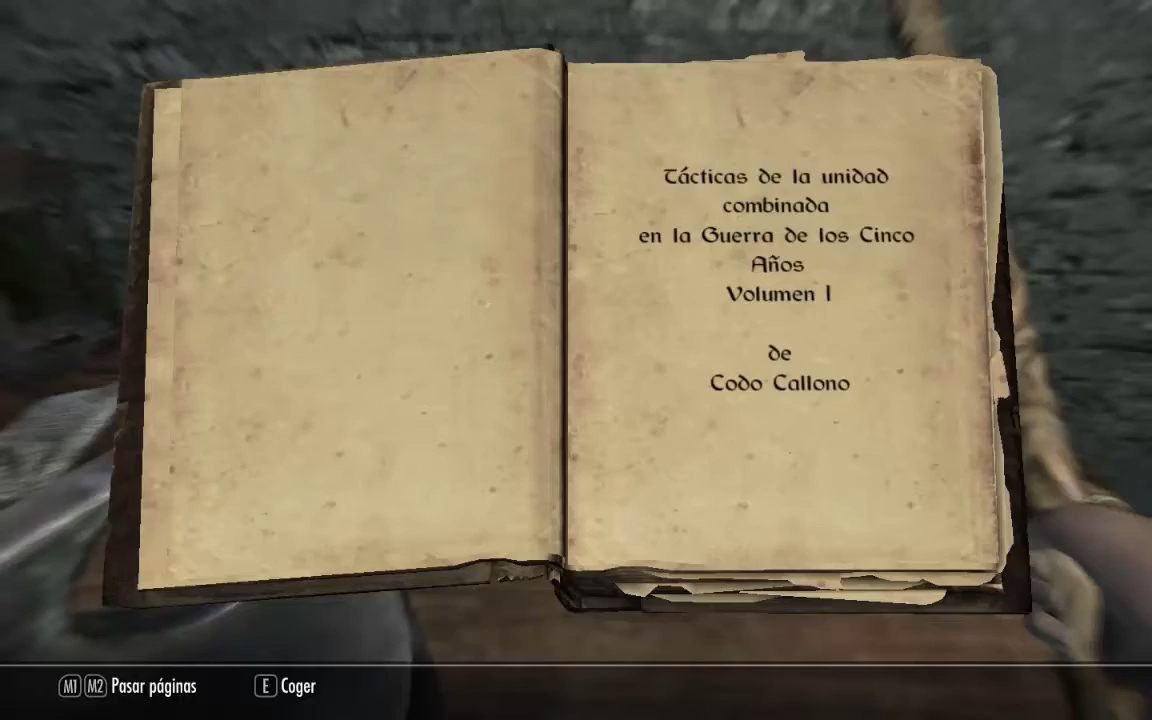 Tácticas de la unidad
combinada
en la Guerra de los Cinco
Años
Volumen I
de
Codo Callono
M1 M2 Pasar páginas
E Coger